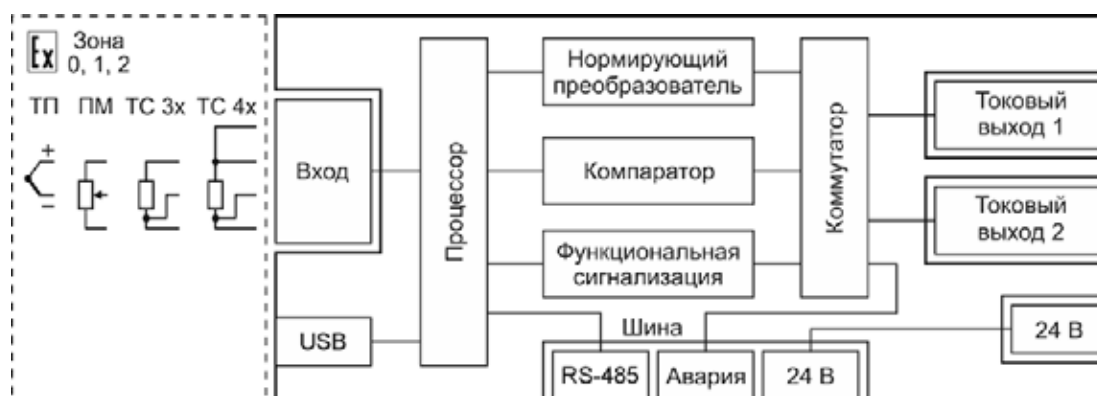 Ex Зона
0, 1, 2
ТП ПМ ТС 3х ТС 4х
+
–
Вход
USB
Процессор
Нормирующий
преобразователь
Компаратор
Функциональная
сигнализация
Коммутатор
Токовый
выход 1
Токовый
выход 2
24 В
Шина
RS-485
Авария
24 В